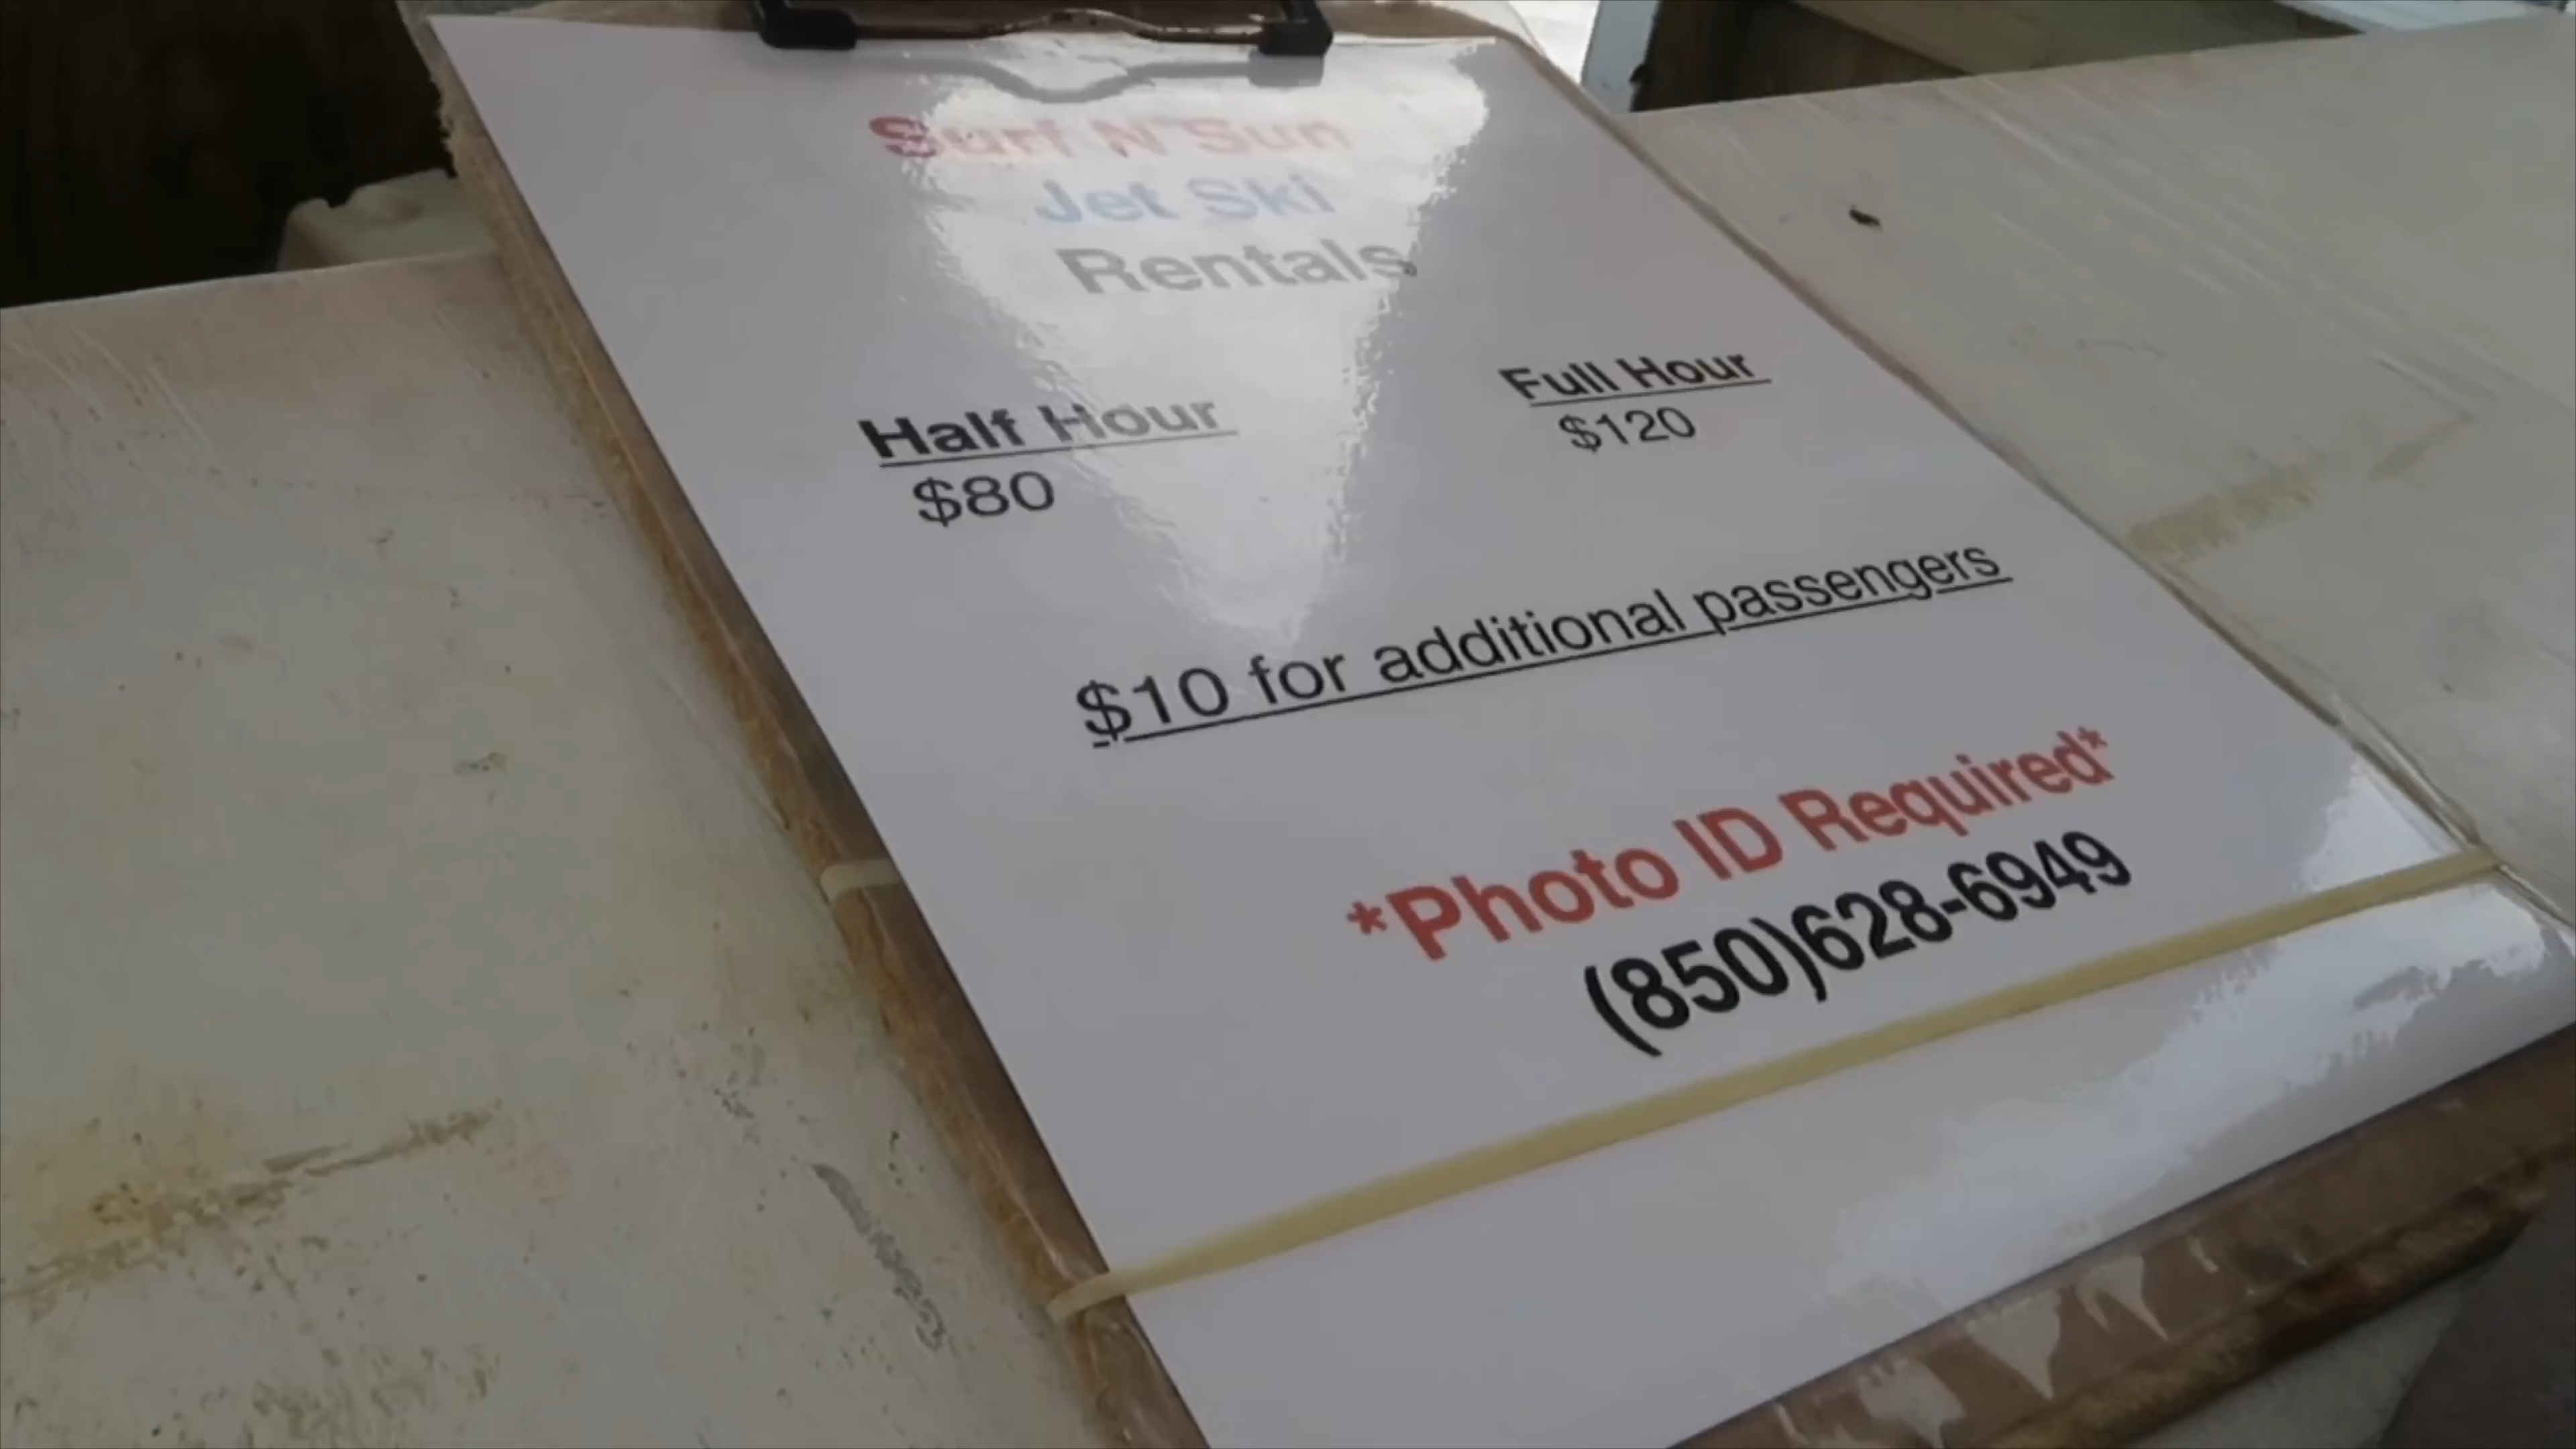 Surf N Sun
Jet Ski
Rentals
Half Hour
$80
Full Hour
$120
$10 for additional passengers
*Photo ID Required*
(850)628-6949